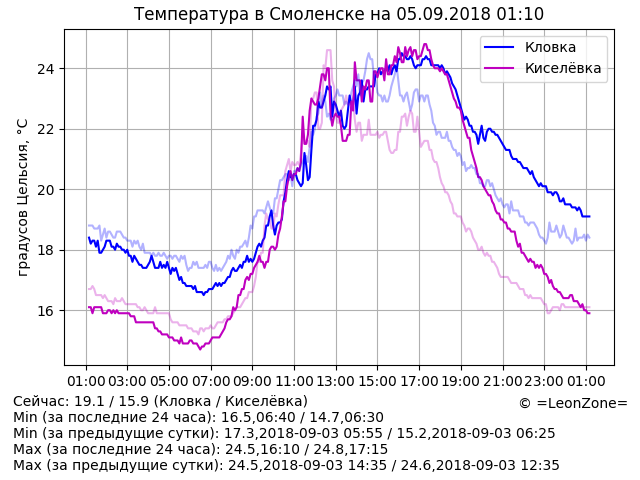 Температура в Смоленске на 05.09.2018 01:10
Кловка
Киселёвка
градусов Цельсия, °C
24
22
20
18
16
01:00 03:00 05:00 07:00 09:00 11:00 13:00 15:00 17:00 19:00 21:00 23:00 01:00
Сейчас: 19.1 / 15.9 (Кловка / Киселёвка)
© =LeonZone=
Min (за последние 24 часа): 16.5,06:40 / 14.7,06:30
Min (за предыдущие сутки): 17.3,2018-09-03 05:55 / 15.2,2018-09-03 06:25
Max (за последние 24 часа): 24.5,16:10 / 24.8,17:15
Max (за предыдущие сутки): 24.5,2018-09-03 14:35 / 24.6,2018-09-03 12:35